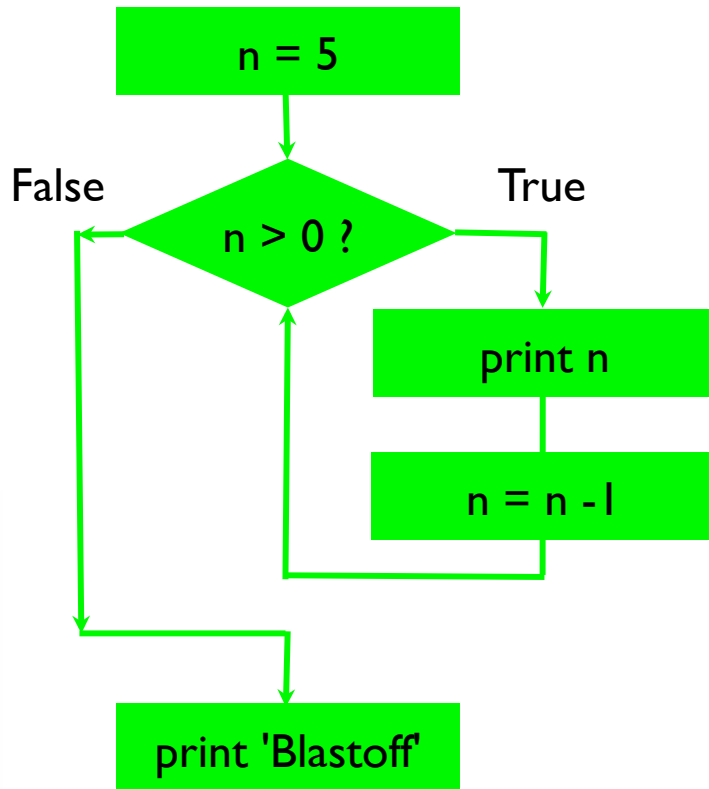 n = 5
False
True
n > 0 ?
print n
n = n -1
print 'Blastoff'